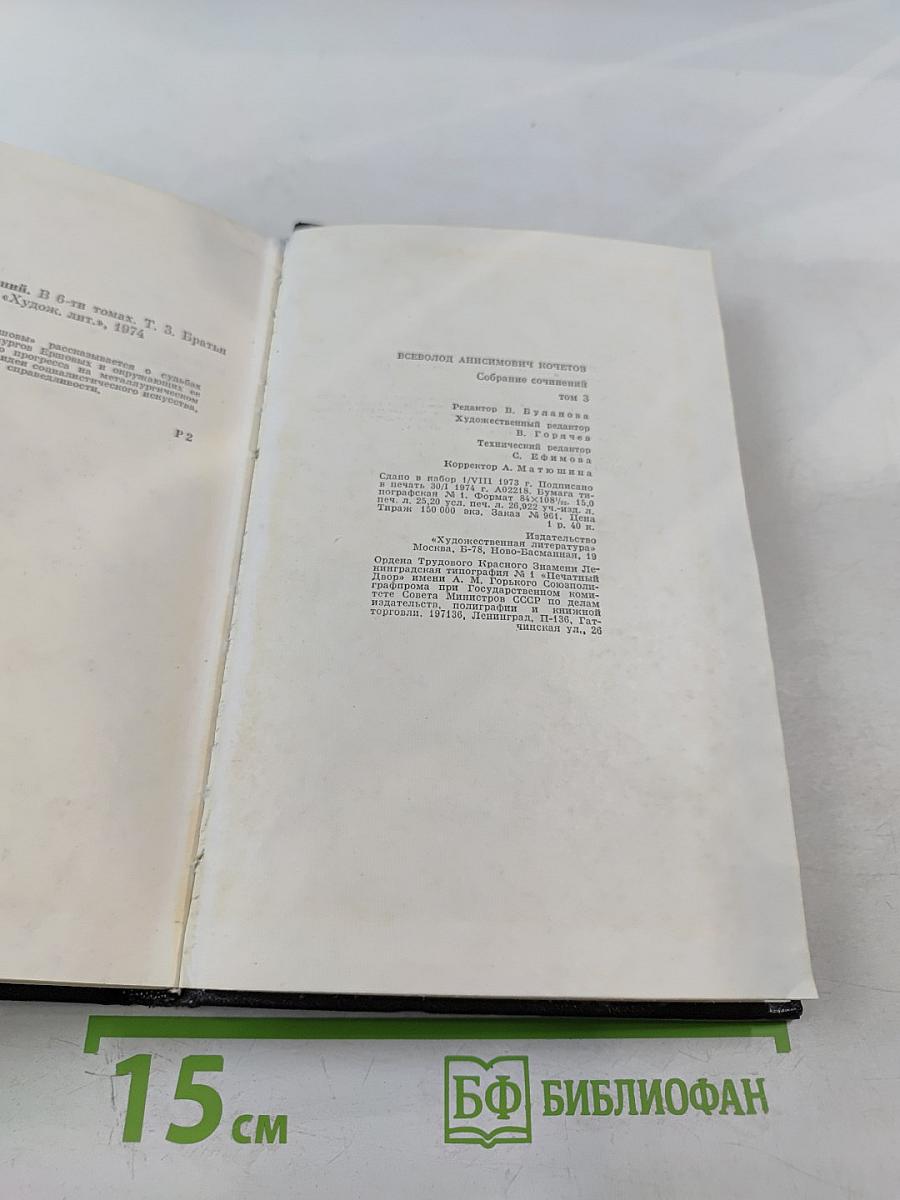 ний. В 6-ти томах. Т. 3. Братья
«Худож. лит.», 1974
рассказывается о судьбах
Ершовых и окружающих ее
прогресса на металлургическом
идеи социалистического искусства,
справедливости.
Р2
ВСЕВОЛОД АНИСИМОВИЧ КОЧЕТОВ
Собрание сочинений
том 3
Редактор В. Буланова
Художественный редактор
В. Горячев
Технический редактор
С. Ефимова
Корректор А. Матюшина
Сдано в набор 1/VIII 1973 г. Подписано
в печать 30/I 1974 г. А02218. Бумага ти-
пографская № 1. Формат 84×108¹/₃₂. 15,0
печ. л. 25,20 усл. печ. л. 26,922 уч.-изд. л.
Тираж 150 000 экз. Заказ № 961. Цена
1 р. 40 к.
Издательство
«Художественная литература»
Москва, Б-78, Ново-Басманная, 19
Ордена Трудового Красного Знамени Ле-
нинградская типография № 1 «Печатный
Двор» имени А. М. Горького Союзполи-
графпрома при Государственном коми-
тете Совета Министров СССР по делам
издательств, полиграфии и книжной
торговли. 197136, Ленинград, П-136, Гат-
чинская ул., 26
15 см
БФ БИБЛИОФАН